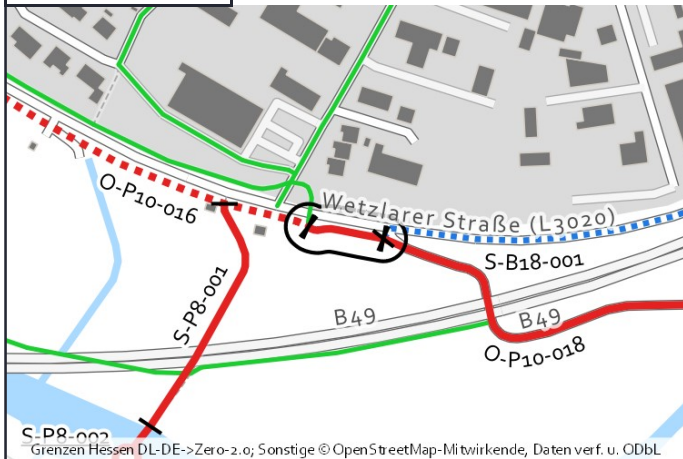 O-P10-016
Wetzlarer Straße (L3020)
S-B18-001
S-P8-001
B49
B49
O-P10-018
S-P8-002
Grenzen Hessen DL-DE->Zero-2.0; Sonstige © OpenStreetMap-Mitwirkende, Daten verf. u. ODbL